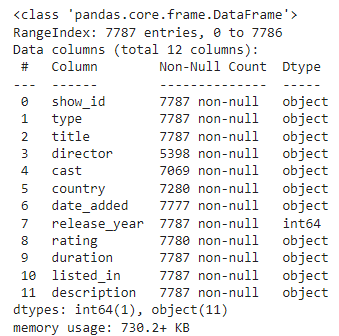 <class 'pandas.core.frame.DataFrame'>
RangeIndex: 7787 entries, 0 to 7786
Data columns (total 12 columns):
 #   Column        Non-Null Count  Dtype
---  ------        --------------  -----
 0   show_id       7787 non-null   object
 1   type          7787 non-null   object
 2   title         7787 non-null   object
 3   director      5398 non-null   object
 4   cast          7069 non-null   object
 5   country       7280 non-null   object
 6   date_added    7777 non-null   object
 7   release_year  7787 non-null   int64
 8   rating        7780 non-null   object
 9   duration      7787 non-null   object
 10  listed_in     7787 non-null   object
 11  description   7787 non-null   object
dtypes: int64(1), object(11)
memory usage: 730.2+ KB